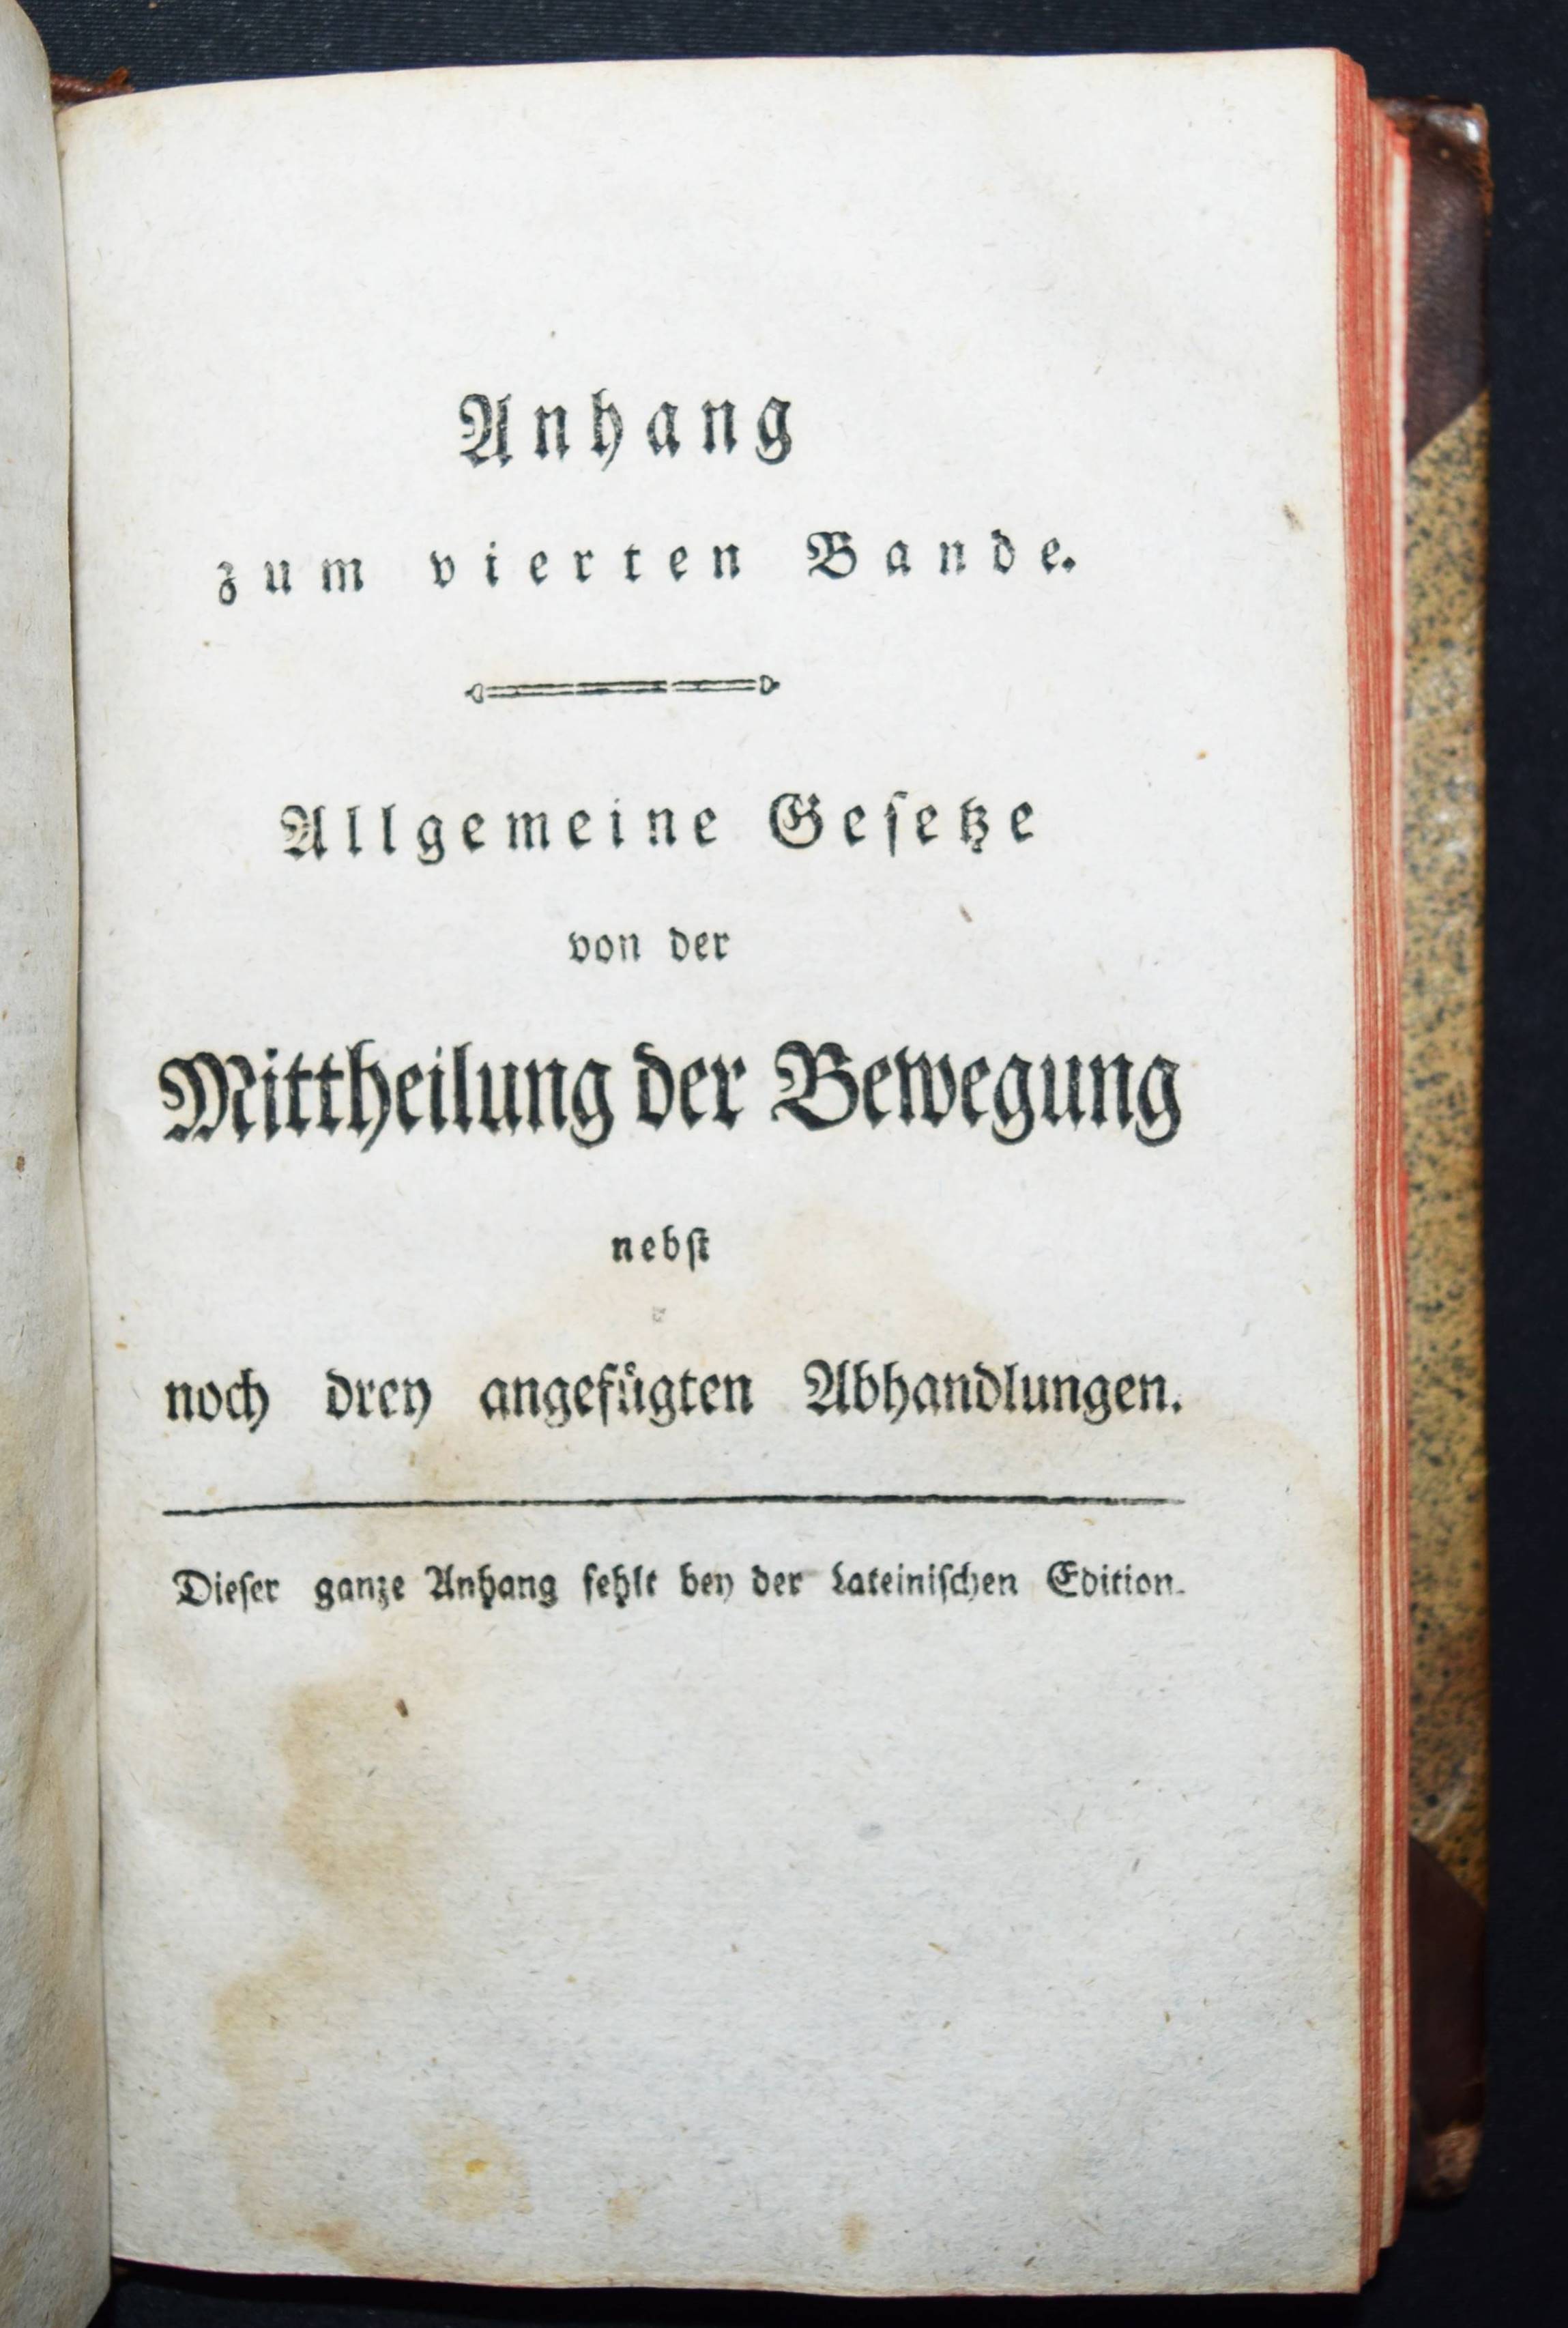 Anhang
zum vierten Bande.
Allgemeine Geſetze
von der
Mittheilung der Bewegung
nebſt
noch drey angefügten Abhandlungen.
Dieſer ganze Anhang fehlt bey der Lateiniſchen Edition.